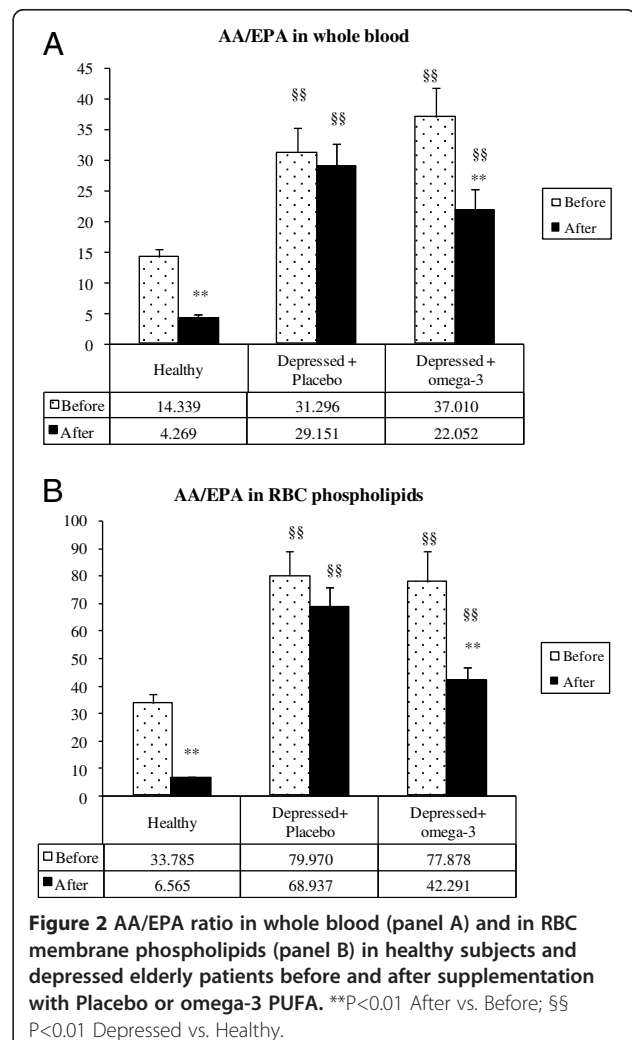 A
AA/EPA in whole blood
45
40
35
30
25
20
15
10
5
0
§§
§§
§§
§§
**
**
Before
After
Healthy
Depressed + Placebo
Depressed + omega-3
Before 14.339 31.296 37.010
After 4.269 29.151 22.052
B
AA/EPA in RBC phospholipids
100
90
80
70
60
50
40
30
20
10
0
§§
§§
§§
§§
**
**
Before
After
Healthy
Depressed+ Placebo
Depressed+ omega-3
Before 33.785 79.970 77.878
After 6.565 68.937 42.291
Figure 2 AA/EPA ratio in whole blood (panel A) and in RBC
membrane phospholipids (panel B) in healthy subjects and
depressed elderly patients before and after supplementation
with Placebo or omega-3 PUFA. **P<0.01 After vs. Before; §§
P<0.01 Depressed vs. Healthy.